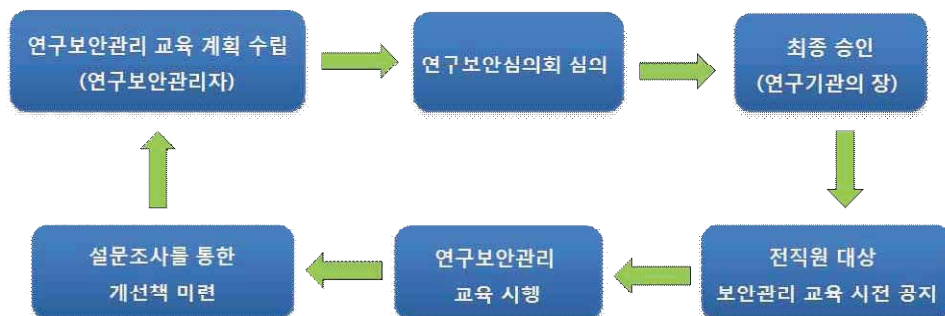 연구보안관리 교육 계획 수립
(연구보안관리자)
연구보안심의회 심의
최종 승인
(연구기관의 장)
전직원 대상
보안관리 교육 시전 공지
연구보안관리
교육 시행
설문조사를 통한
개선책 미련